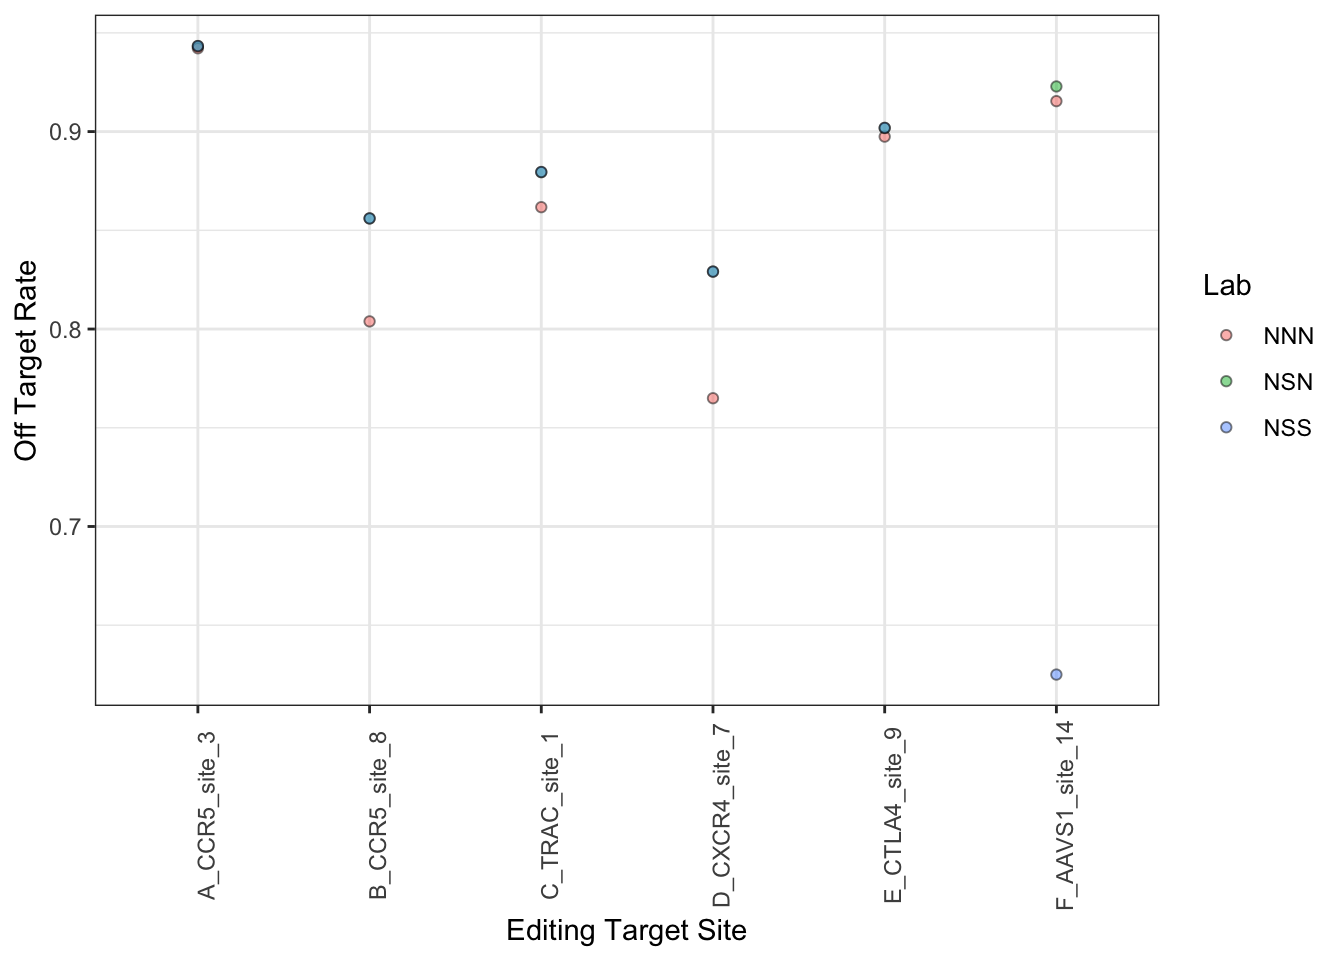 Off Target Rate
0.9
0.8
0.7
A_CCR5_site_3
B_CCR5_site_8
C_TRAC_site_1
D_CXCR4_site_7
E_CTLA4_site_9
F_AAVS1_site_14
Editing Target Site
Lab
NNN
NSN
NSS